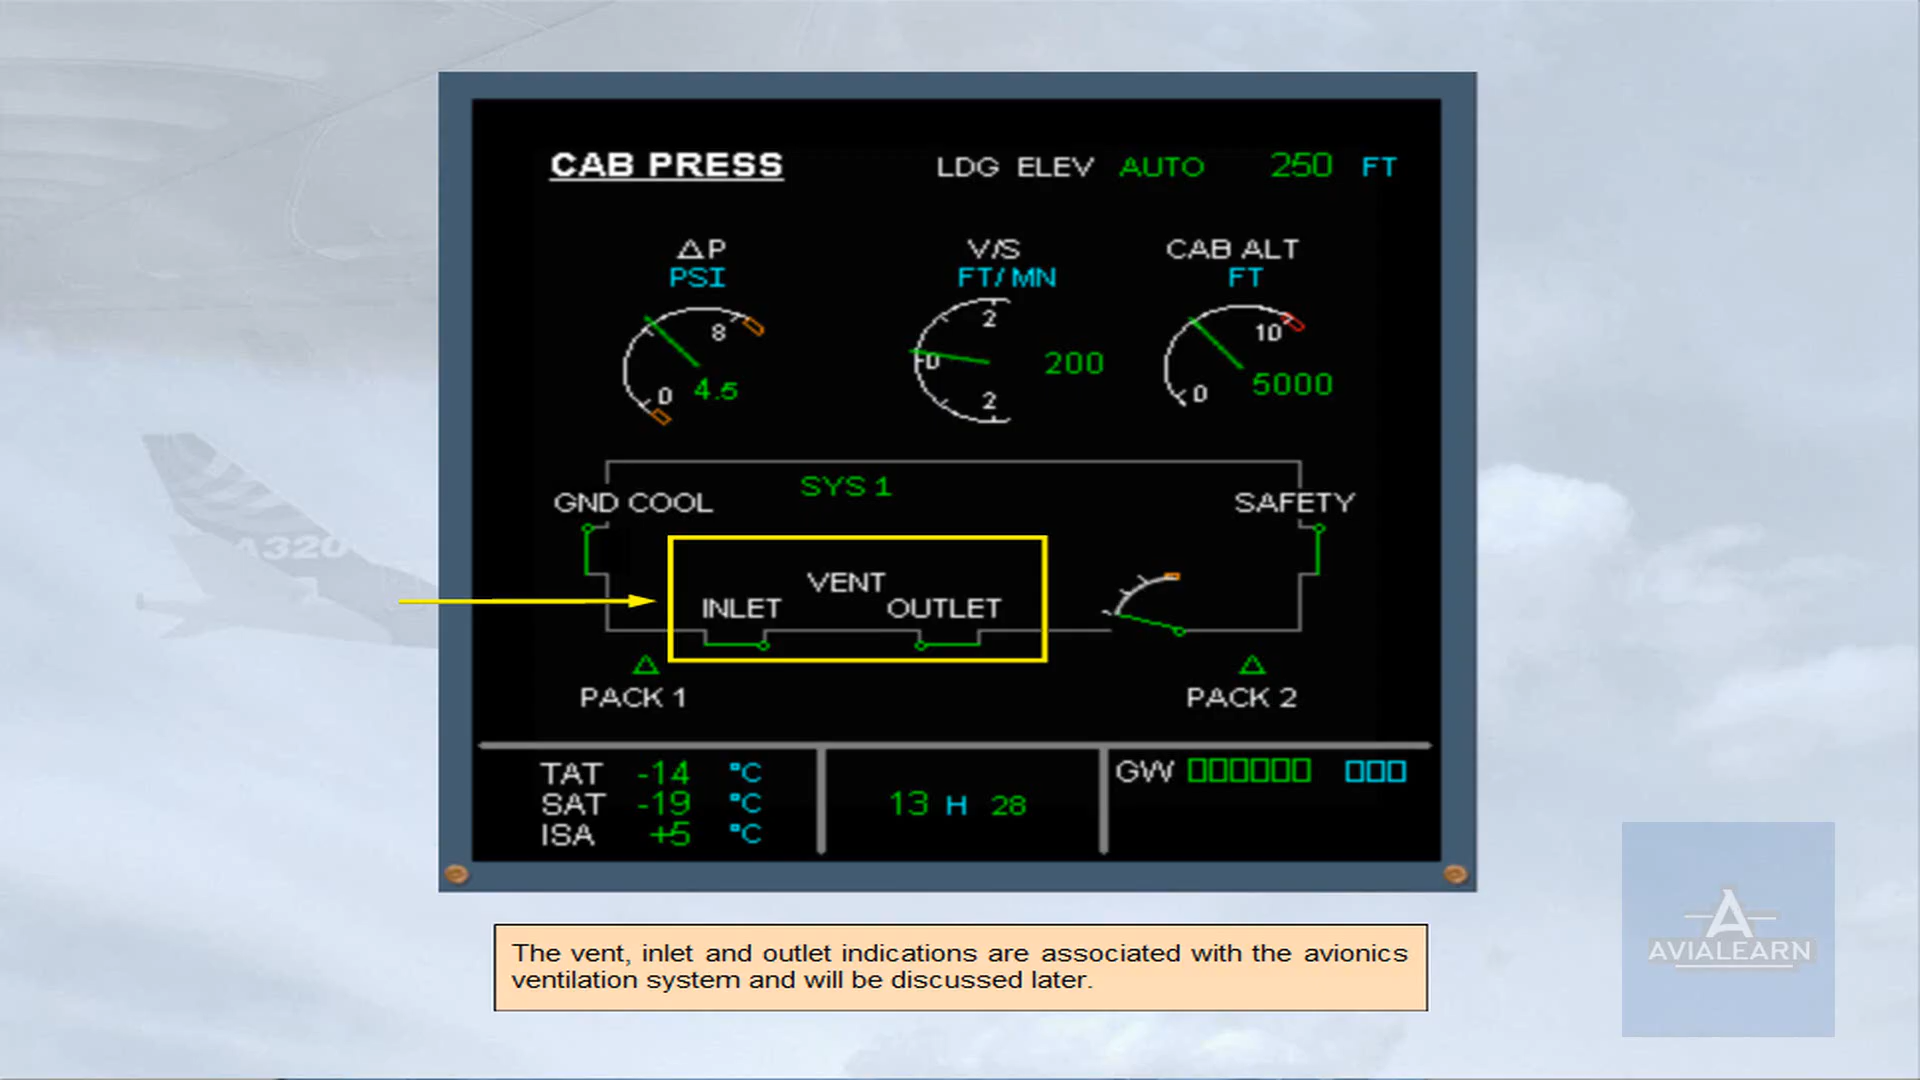 CAB PRESS LDG ELEV AUTO 250 FT
ΔP V/S CAB ALT
PSI FT/MN FT
8 2 10
0 4.5 0 200 0 5000
2
SYS 1
GND COOL SAFETY
A320
VENT
INLET OUTLET
PACK 1 PACK 2
TAT -14 °C GW
SAT -19 °C 13 H 28
ISA +5 °C
The vent, inlet and outlet indications are associated with the avionics
ventilation system and will be discussed later.
AVIALEARN